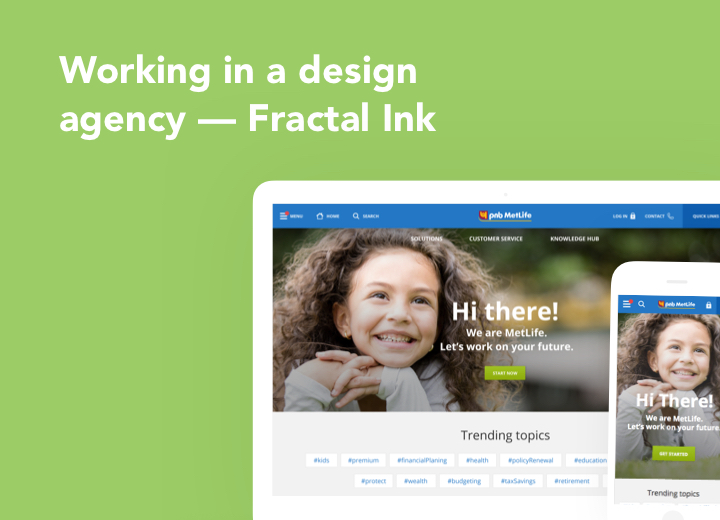 Working in a design
agency — Fractal Ink
MENU
HOME
SEARCH
pnb MetLife
LOG IN
CONTACT
QUICK LINKS
SOLUTIONS
CUSTOMER SERVICE
KNOWLEDGE HUB
Hi there!
We are MetLife.
Let's work on your future.
START NOW
Trending topics
#kids
#premium
#financialPlaning
#health
#policyRenewal
#education
#protect
#wealth
#budgeting
#taxSavings
#retirement
pnb MetLife
Hi There!
We are MetLife.
Let's work on your future
GET STARTED
Trending topics